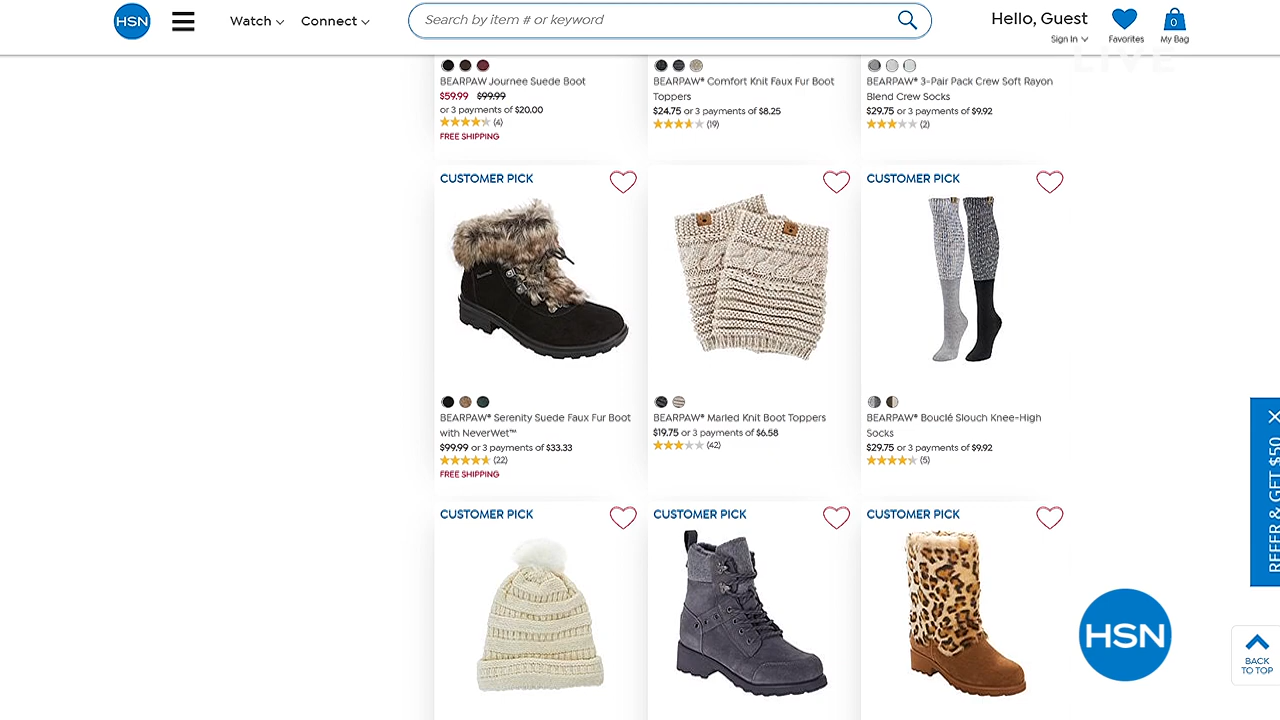 HSN
Watch
Connect
Search by item # or keyword
Hello, Guest
Sign In
Favorites
0
My Bag
LIVE
BEARPAW Journee Suede Boot
$59.99 $99.99
or 3 payments of $20.00
(4)
FREE SHIPPING
BEARPAW® Comfort Knit Faux Fur Boot
Toppers
$24.75 or 3 payments of $8.25
(19)
BEARPAW® 3-Pair Pack Crew Soft Rayon
Blend Crew Socks
$29.75 or 3 payments of $9.92
(2)
CUSTOMER PICK
BEARPAW® Serenity Suede Faux Fur Boot
with NeverWet™
$99.99 or 3 payments of $33.33
(22)
FREE SHIPPING
BEARPAW® Marled Knit Boot Toppers
$19.75 or 3 payments of $6.58
(42)
CUSTOMER PICK
BEARPAW® Bouclé Slouch Knee-High
Socks
$29.75 or 3 payments of $9.92
(5)
CUSTOMER PICK
CUSTOMER PICK
CUSTOMER PICK
REFER & GET $50
HSN
BACK
TO TOP